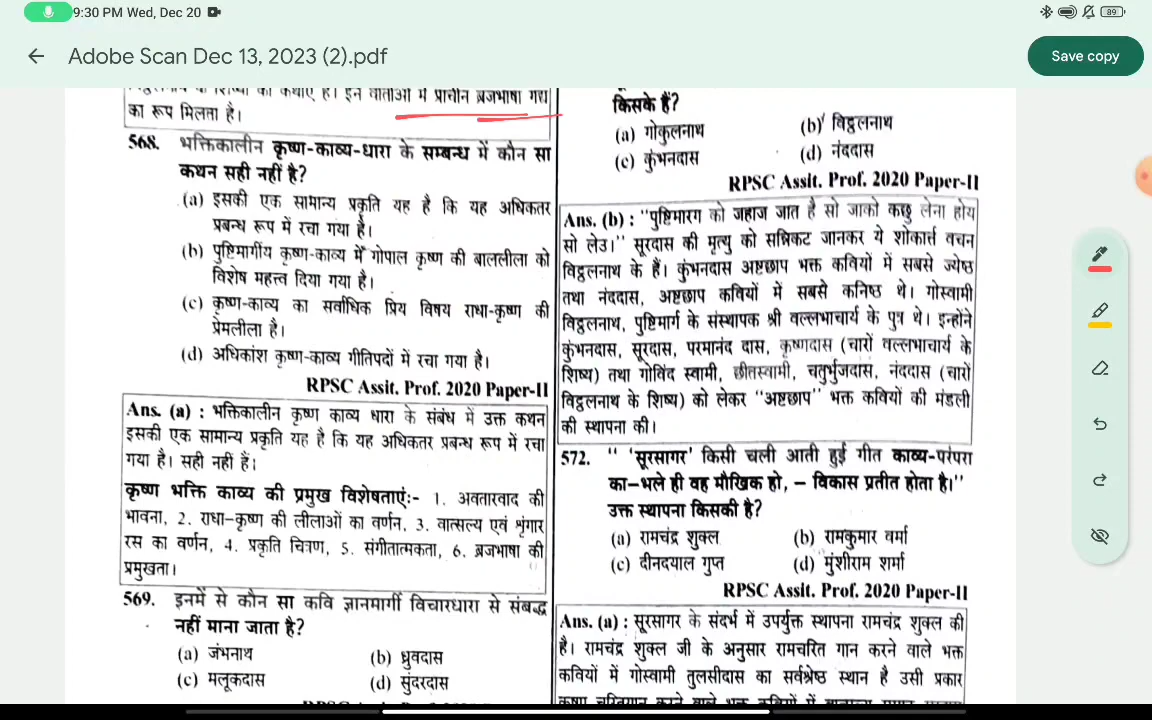 9:30 PM Wed, Dec 20
89
Adobe Scan Dec 13, 2023 (2).pdf
Save copy
की कथाएं हैं। इन वार्ताओं में प्राचीन ब्रजभाषा गद्य
का रूप मिलता है।
568. भक्तिकालीन कृष्ण-काव्य-धारा के सम्बन्ध में कौन सा
कथन सही नहीं है?
(a) इसकी एक सामान्य प्रकृति यह है कि यह अधिकतर
प्रबन्ध रूप में रचा गया है।
(b) पुष्टिमार्गीय कृष्ण-काव्य में गोपाल कृष्ण की बाललीला को
विशेष महत्त्व दिया गया है।
(c) कृष्ण-काव्य का सर्वाधिक प्रिय विषय राधा-कृष्ण की
प्रेमलीला है।
(d) अधिकांश कृष्ण-काव्य गीतिपदों में रचा गया है।
RPSC Assit. Prof. 2020 Paper-II
Ans. (a) : भक्तिकालीन कृष्ण काव्य धारा के संबंध में उक्त कथन
इसकी एक सामान्य प्रकृति यह है कि यह अधिकतर प्रबन्ध रूप में रचा
गया है। सही नहीं हैं।
कृष्ण भक्ति काव्य की प्रमुख विशेषताएंः- 1. अवतारवाद की
भावना, 2. राधा-कृष्ण की लीलाओं का वर्णन, 3. वात्सल्य एवं शृंगार
रस का वर्णन, 4. प्रकृति चित्रण, 5. संगीतात्मकता, 6. ब्रजभाषा की
प्रमुखता।
569. इनमें से कौन सा कवि ज्ञानमार्गी विचारधारा से संबद्ध
नहीं माना जाता है?
(a) जंभनाथ (b) ध्रुवदास
(c) मलूकदास (d) सुंदरदास
किसके हैं?
(a) गोकुलनाथ (b) विट्ठलनाथ
(c) कुंभनदास (d) नंददास
RPSC Assit. Prof. 2020 Paper-II
Ans. (b) : "पुष्टिमारग को जहाज जात है सो जाको कछु लेना होय
सो लेउ।" सूरदास की मृत्यु को सन्निकट जानकर ये शोकार्त्त वचन
विट्ठलनाथ के हैं। कुंभनदास अष्टछाप भक्त कवियों में सबसे ज्येष्ठ
तथा नंददास, अष्टछाप कवियों में सबसे कनिष्ठ थे। गोस्वामी
विट्ठलनाथ, पुष्टिमार्ग के संस्थापक श्री वल्लभाचार्य के पुत्र थे। इन्होंने
कुंभनदास, सूरदास, परमानंद दास, कृष्णदास (चारों वल्लभाचार्य के
शिष्य) तथा गोविंद स्वामी, छीतस्वामी, चतुर्भुजदास, नंददास (चारों
विट्ठलनाथ के शिष्य) को लेकर "अष्टछाप" भक्त कवियों की मंडली
की स्थापना की।
572. " 'सूरसागर' किसी चली आती हुई गीत काव्य-परंपरा
का-भले ही वह मौखिक हो, – विकास प्रतीत होता है।"
उक्त स्थापना किसकी है?
(a) रामचंद्र शुक्ल (b) रामकुमार वर्मा
(c) दीनदयाल गुप्त (d) मुंशीराम शर्मा
RPSC Assit. Prof. 2020 Paper-II
Ans. (a) : सूरसागर के संदर्भ में उपर्युक्त स्थापना रामचंद्र शुक्ल की
है। रामचंद्र शुक्ल जी के अनुसार रामचरित गान करने वाले भक्त
कवियों में गोस्वामी तुलसीदास का सर्वश्रेष्ठ स्थान है उसी प्रकार